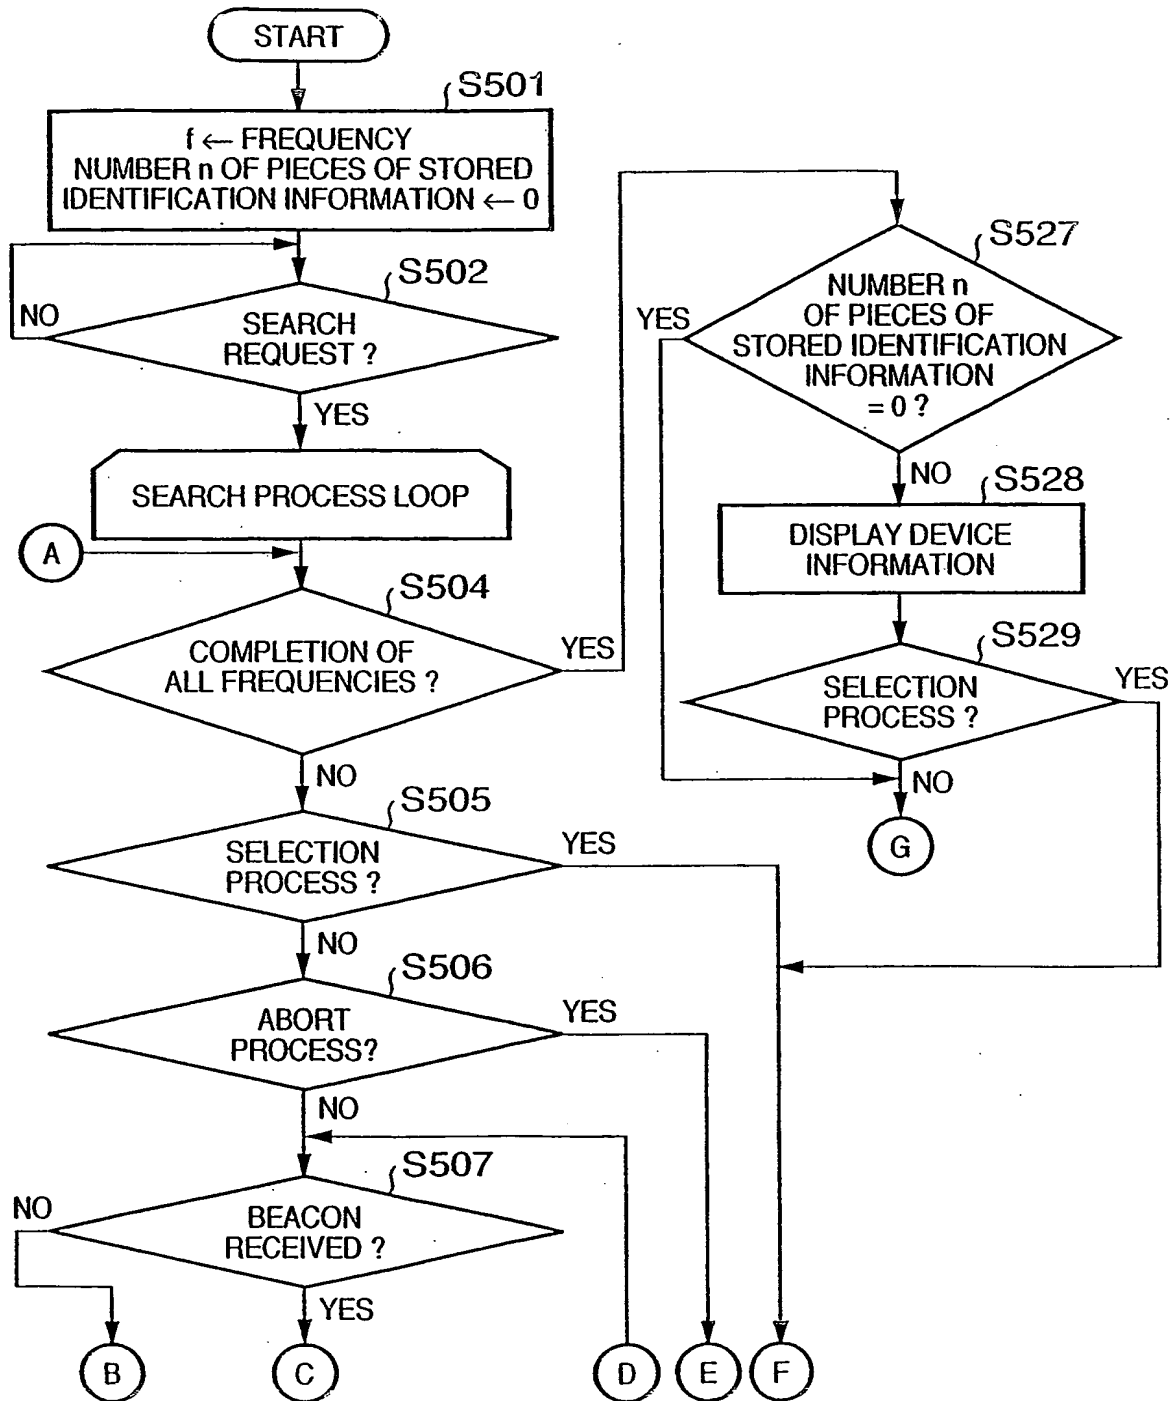 START
S501
f ← FREQUENCY
NUMBER n OF PIECES OF STORED
IDENTIFICATION INFORMATION ← 0
S502
NO
SEARCH
REQUEST ?
YES
SEARCH PROCESS LOOP
A
S504
COMPLETION OF
ALL FREQUENCIES ?
YES
NO
S505
SELECTION
PROCESS ?
YES
NO
S506
ABORT
PROCESS?
YES
NO
S507
NO
BEACON
RECEIVED ?
YES
B
C
D
E
F
S527
YES
NUMBER n
OF PIECES OF
STORED IDENTIFICATION
INFORMATION
= 0 ?
NO
S528
DISPLAY DEVICE
INFORMATION
S529
SELECTION
PROCESS ?
YES
NO
G